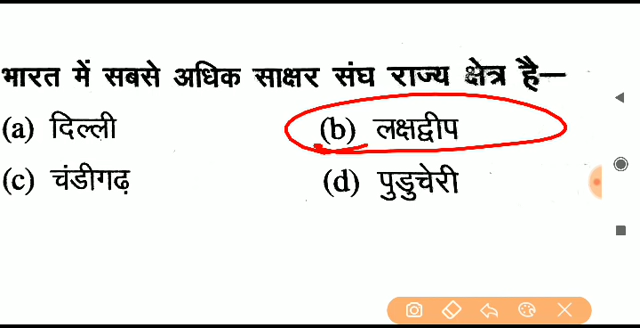 भारत में सबसे अधिक साक्षर संघ राज्य क्षेत्र है—
(a) दिल्ली (b) लक्षद्वीप
(c) चंडीगढ़ (d) पुडुचेरी